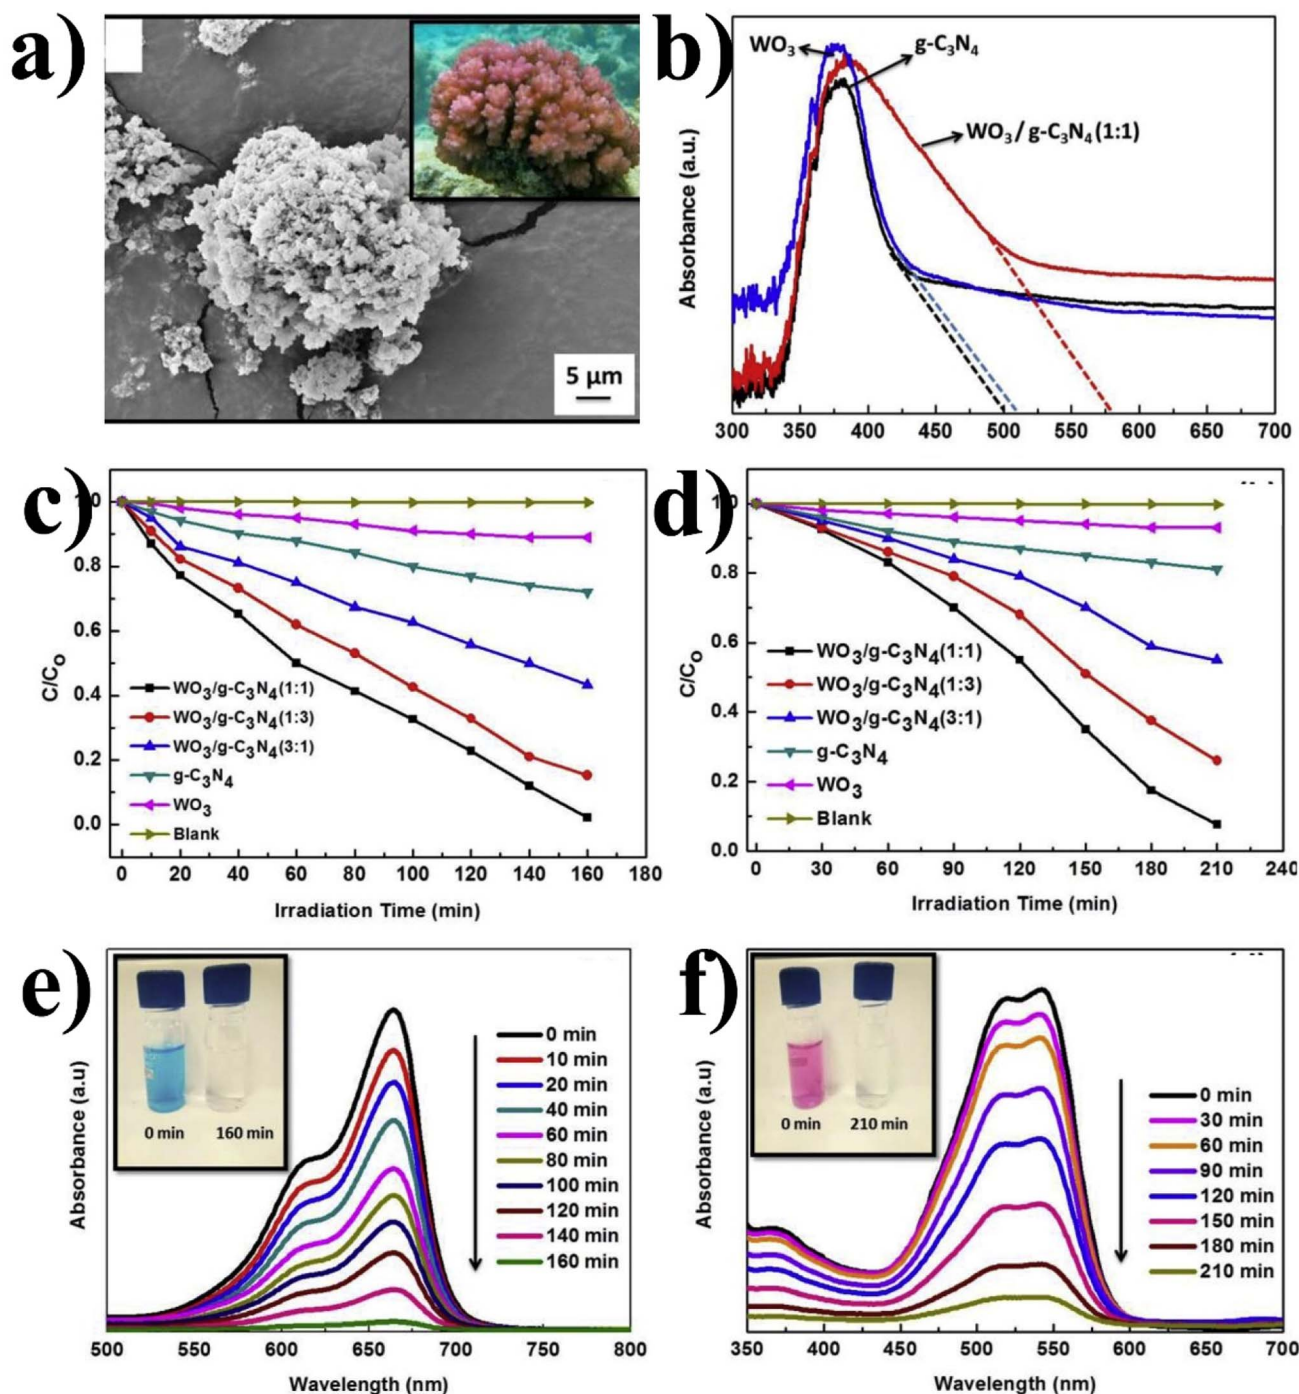 a)
5 µm
b)
WO₃
g-C₃N₄
WO₃/g-C₃N₄(1:1)
Absorbance (a.u.)
300 350 400 450 500 550 600 650 700
c)
1.0
0.8
0.6
0.4
0.2
0.0
C/C₀
WO₃/g-C₃N₄(1:1)
WO₃/g-C₃N₄(1:3)
WO₃/g-C₃N₄(3:1)
g-C₃N₄
WO₃
Blank
0 20 40 60 80 100 120 140 160 180
Irradiation Time (min)
d)
1.0
0.8
0.6
0.4
0.2
0.0
C/C₀
WO₃/g-C₃N₄(1:1)
WO₃/g-C₃N₄(1:3)
WO₃/g-C₃N₄(3:1)
g-C₃N₄
WO₃
Blank
0 30 60 90 120 150 180 210 240
Irradiation Time (min)
e)
0 min 160 min
Absorbance (a.u)
0 min
10 min
20 min
40 min
60 min
80 min
100 min
120 min
140 min
160 min
500 550 600 650 700 750 800
Wavelength (nm)
f)
0 min 210 min
Absorbance (a.u)
0 min
30 min
60 min
90 min
120 min
150 min
180 min
210 min
350 400 450 500 550 600 650 700
Wavelength (nm)